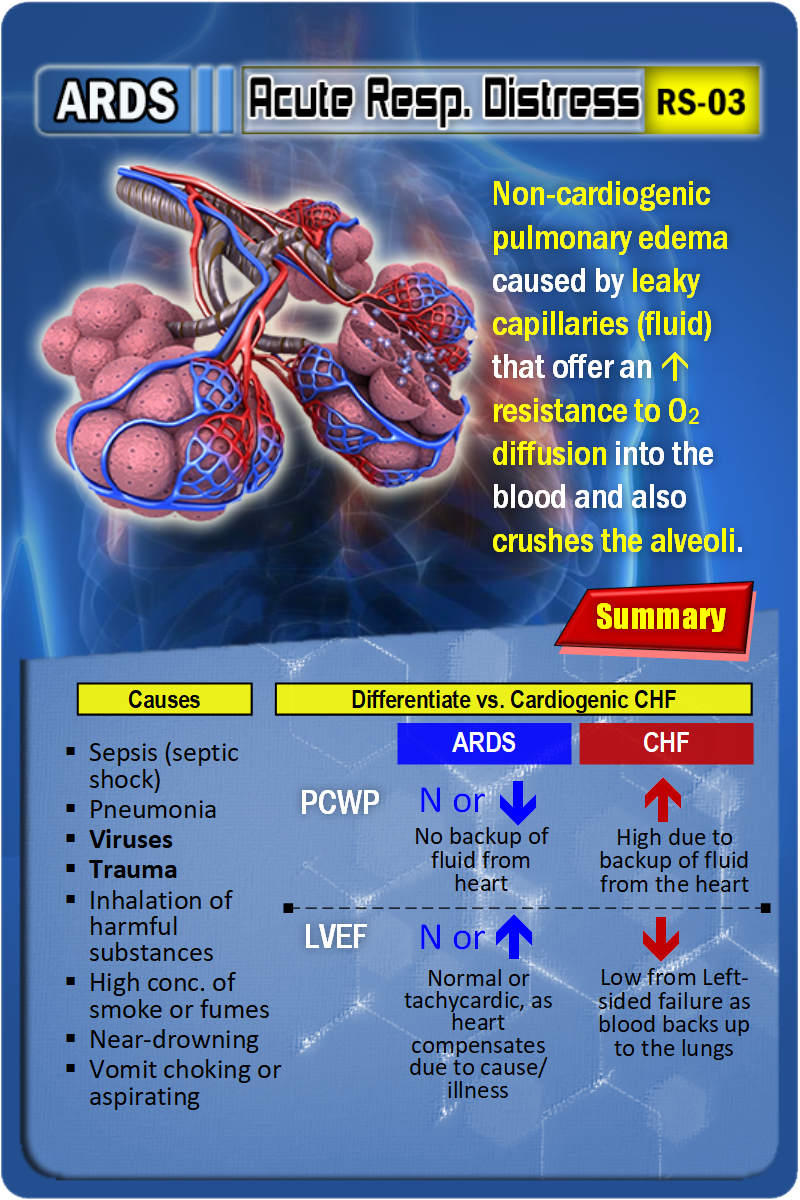 ARDS
Acute Resp. Distress
RS-03
Non-cardiogenic
pulmonary edema
caused by leaky
capillaries (fluid)
that offer an ↑
resistance to O₂
diffusion into the
blood and also
crushes the alveoli.
Summary
Causes
▪ Sepsis (septic
shock)
▪ Pneumonia
▪ Viruses
▪ Trauma
▪ Inhalation of
harmful
substances
▪ High conc. of
smoke or fumes
▪ Near-drowning
▪ Vomit choking or
aspirating
Differentiate vs. Cardiogenic CHF
ARDS
CHF
PCWP
N or ↓
No backup of
fluid from
heart
↑
High due to
backup of fluid
from the heart
LVEF
N or ↑
Normal or
tachycardic, as
heart
compensates
due to cause/
illness
↓
Low from Left-
sided failure as
blood backs up
to the lungs